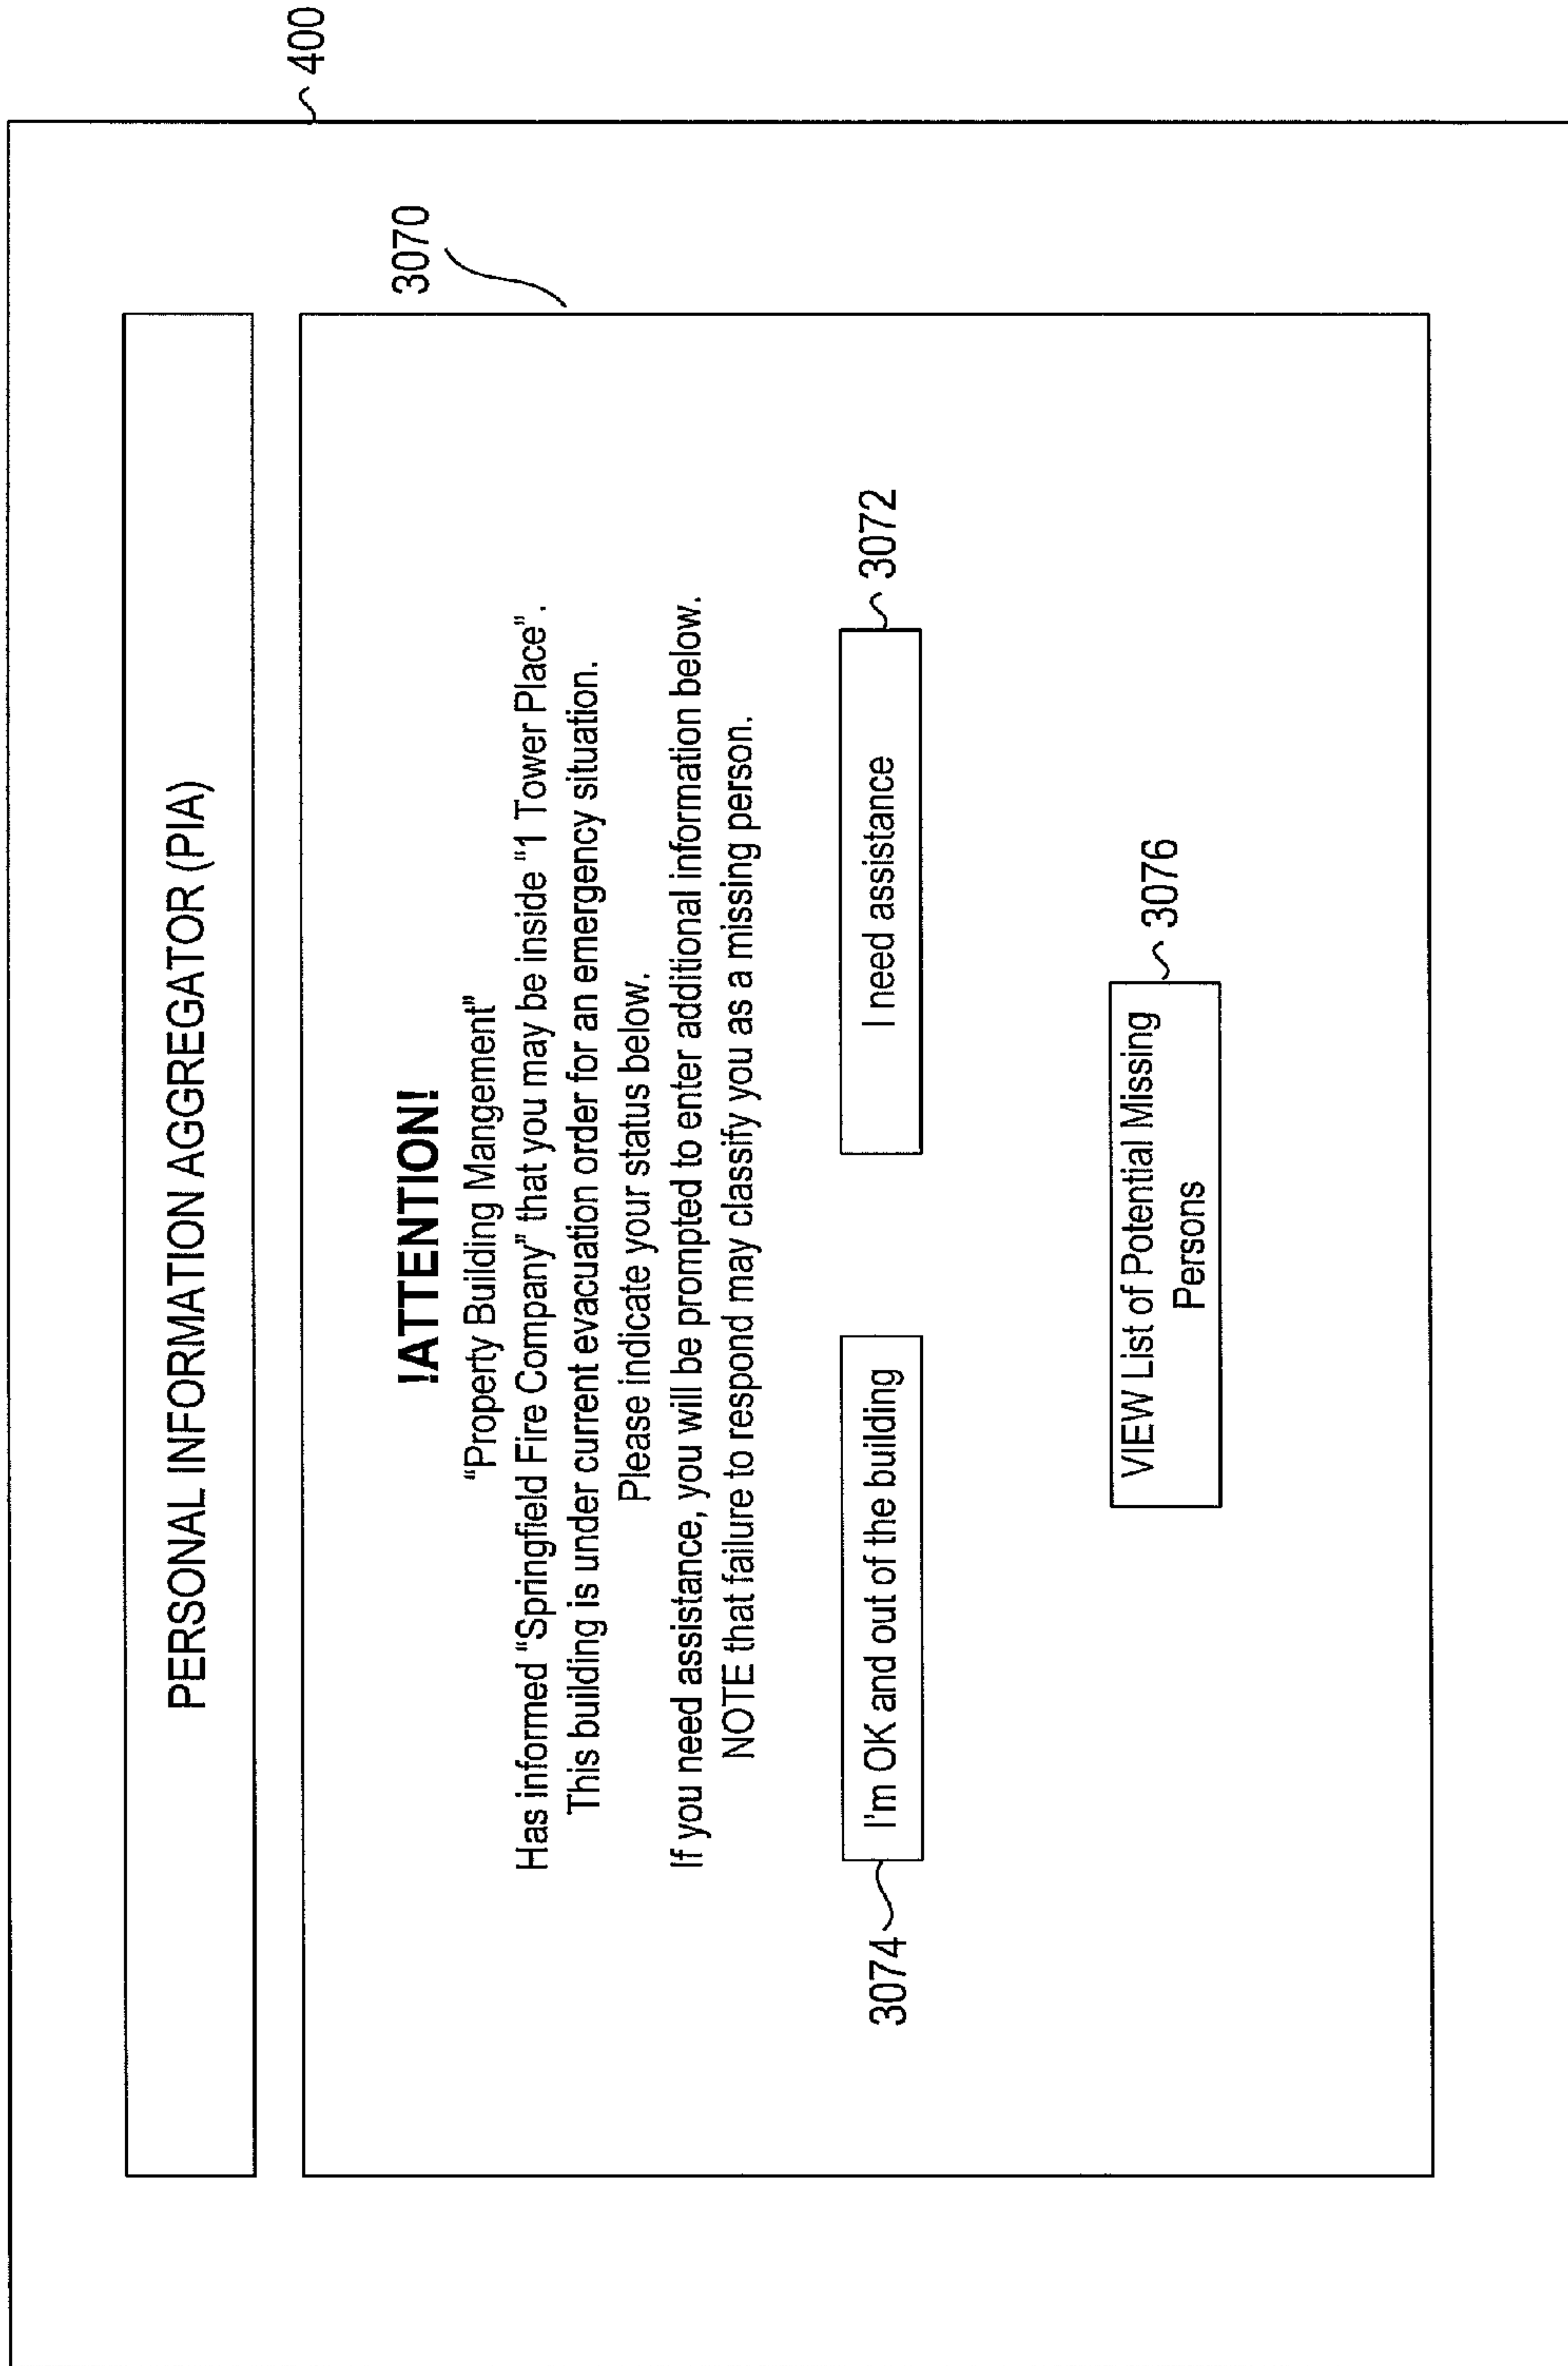 400
PERSONAL INFORMATION AGGREGATOR (PIA)
3070
!ATTENTION!
“Property Building Mangement”
Has informed “Springfield Fire Company” that you may be inside “1 Tower Place”.
This building is under current evacuation order for an emergency situation.
Please indicate your status below.
If you need assistance, you will be prompted to enter additional information below.
NOTE that failure to respond may classify you as a missing person.
3074
I'm OK and out of the building
I need assistance
3072
VIEW List of Potential Missing
Persons
3076